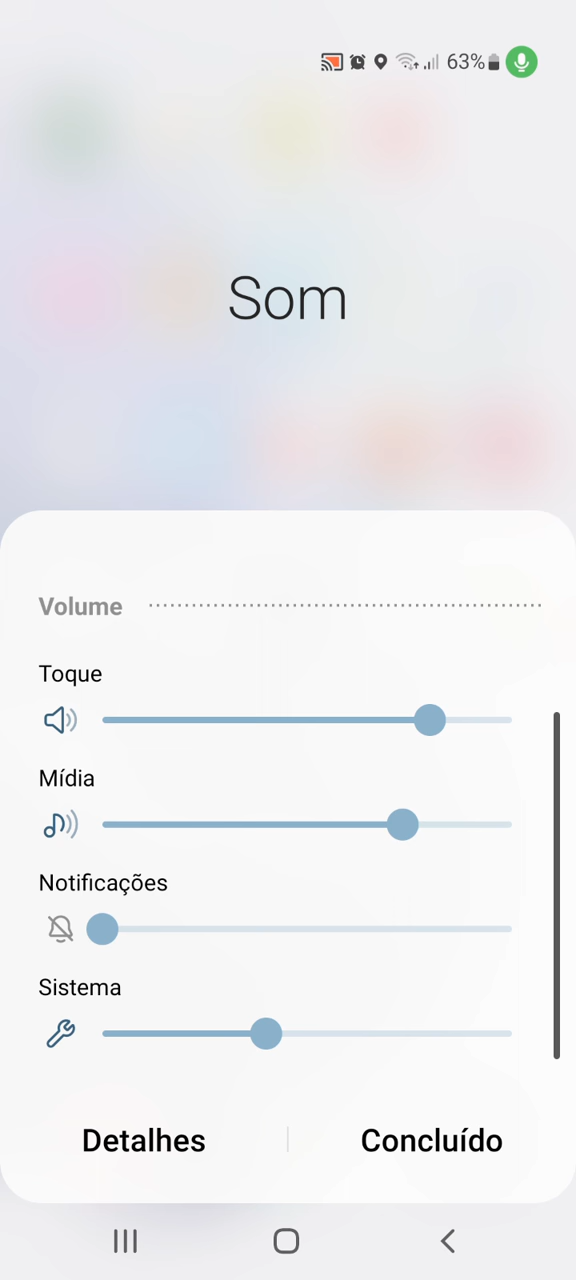 63%
Som
Volume
Toque
Mídia
Notificações
Sistema
Detalhes
Concluído